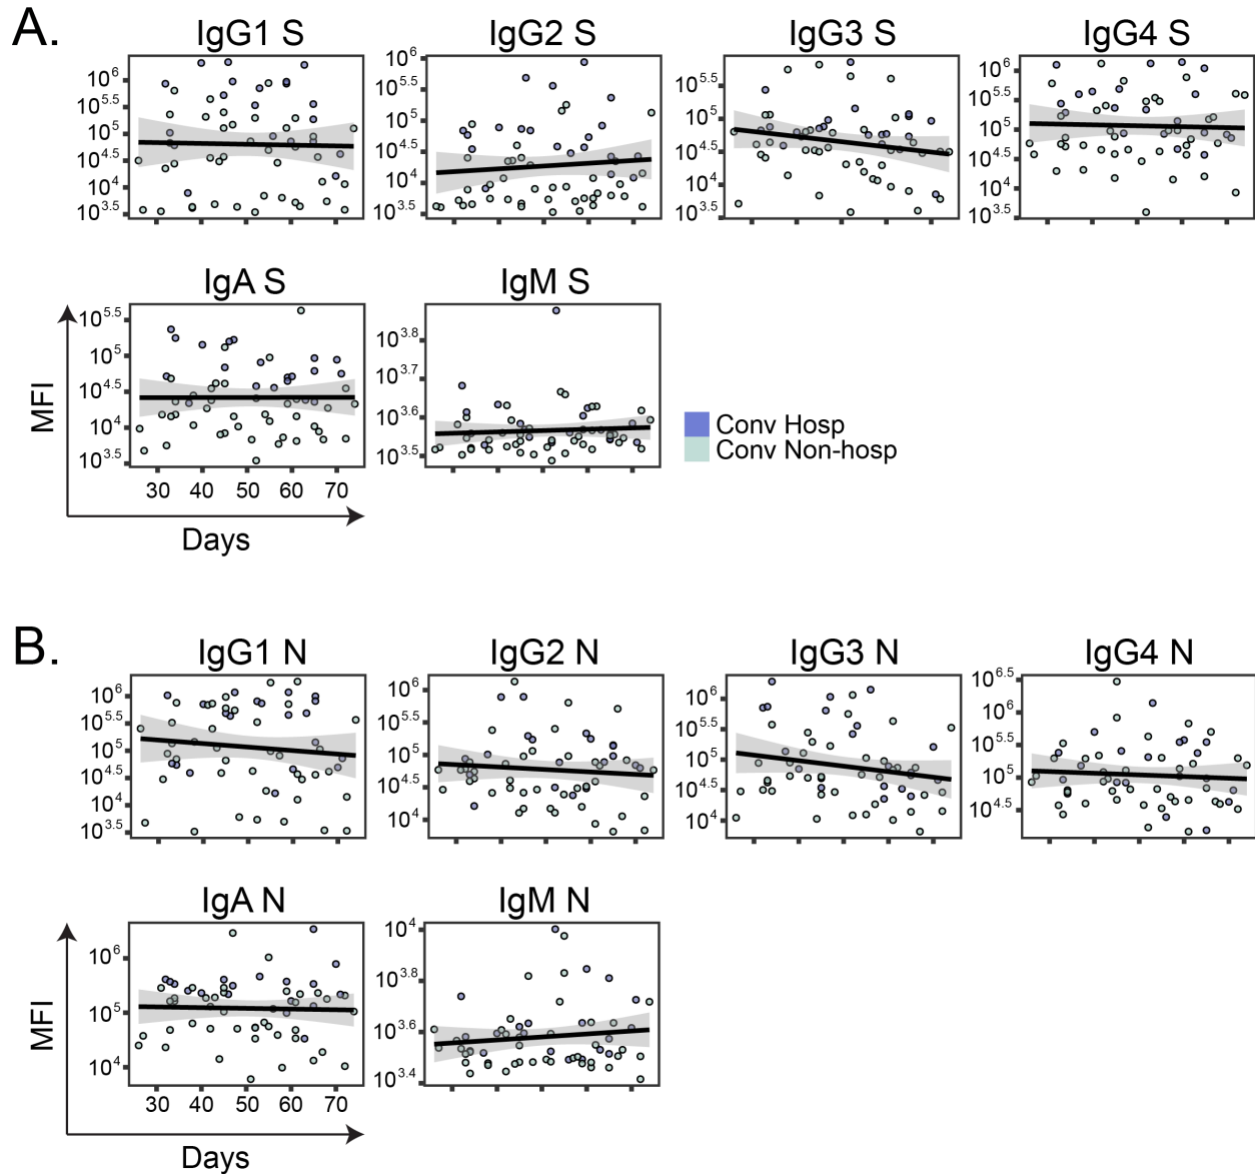 A.
IgG1 S
IgG2 S
IgG3 S
IgG4 S
10^6
10^5.5
10^5
10^4.5
10^4
10^3.5
10^6
10^5.5
10^5
10^4.5
10^4
10^3.5
10^5.5
10^5
10^4.5
10^4
10^3.5
10^6
10^5.5
10^5
10^4.5
10^4
10^3.5
IgA S
IgM S
MFI
10^5.5
10^5
10^4.5
10^4
10^3.5
30 40 50 60 70
Days
10^3.8
10^3.7
10^3.6
10^3.5
Conv Hosp
Conv Non-hosp
B.
IgG1 N
IgG2 N
IgG3 N
IgG4 N
10^6
10^5.5
10^5
10^4.5
10^4
10^3.5
10^6
10^5.5
10^5
10^4.5
10^4
10^6
10^5.5
10^5
10^4.5
10^4
10^6.5
10^6
10^5.5
10^5
10^4.5
IgA N
IgM N
MFI
10^6
10^5
10^4
30 40 50 60 70
Days
10^4
10^3.8
10^3.6
10^3.4